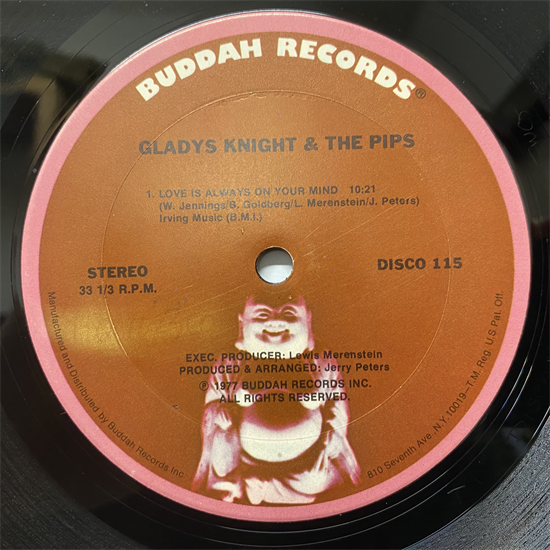 BUDDAH RECORDS®
GLADYS KNIGHT & THE PIPS
1. LOVE IS ALWAYS ON YOUR MIND 10:21
(W. Jennings/B. Goldberg/L. Merenstein/J. Peters)
Irving Music (B.M.I.)
STEREO
33 1/3 R.P.M.
DISCO 115
EXEC. PRODUCER: Lewis Merenstein
PRODUCED & ARRANGED: Jerry Peters
℗ 1977 BUDDAH RECORDS INC.
ALL RIGHTS RESERVED.
Manufactured and Distributed by Buddah Records Inc.
810 Seventh Ave., N.Y. 10019—T.M. Reg. U.S. Pat. Off.